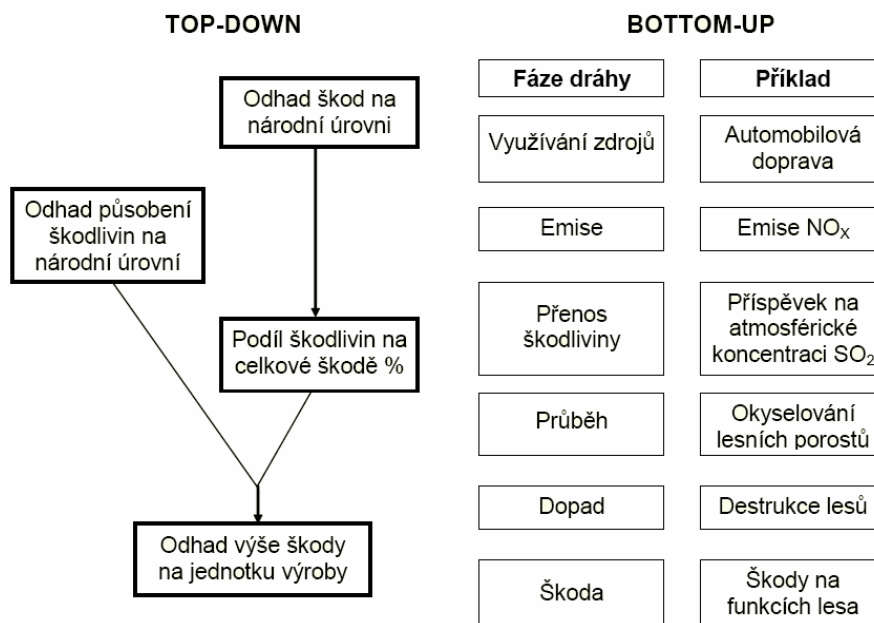 TOP-DOWN
Odhad škod na
národní úrovni
Odhad působení
škodlivin na
národní úrovní
Podíl škodlivin na
celkové škodě %
Odhad výše škody
na jednotku výroby
BOTTOM-UP
Fáze dráhy
Příklad
Využívání zdrojů
Automobilová
doprava
Emise
Emise NOₓ
Přenos
škodliviny
Příspěvek na
atmosférické
koncentraci SO₂
Průběh
Okyselování
lesních porostů
Dopad
Destrukce lesů
Škoda
Škody na
funkcích lesa